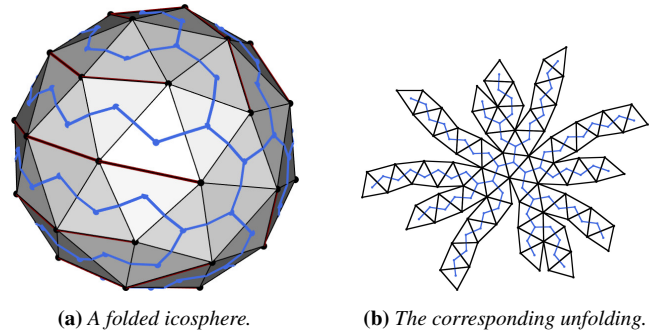 (a) A folded icosphere.
(b) The corresponding unfolding.